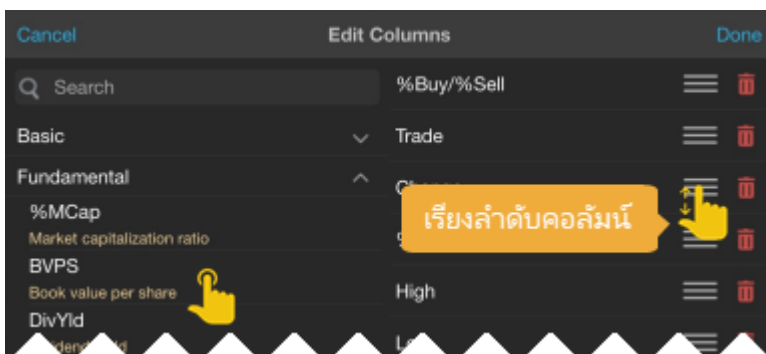 Cancel Edit Columns Done
Search
Basic
Fundamental
%MCap
Market capitalization ratio
BVPS
Book value per share
DivYld
%Buy/%Sell
Trade
เรียงลำดับคอลัมน์
High